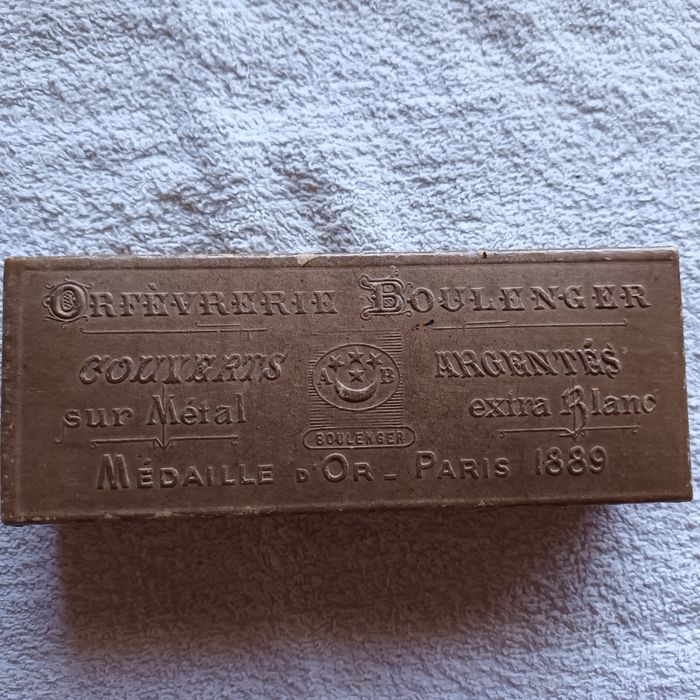 ORFÈVRERIE BOULENGER
COUVERTS ARGENTÉS
sur Métal extra Blanc
A B
BOULENGER
MÉDAILLE D'OR - PARIS 1889